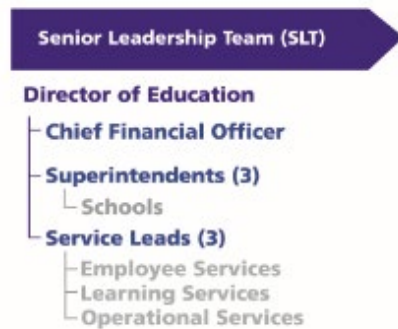 Senior Leadership Team (SLT)
Director of Education
Chief Financial Officer
Superintendents (3)
Schools
Service Leads (3)
Employee Services
Learning Services
Operational Services